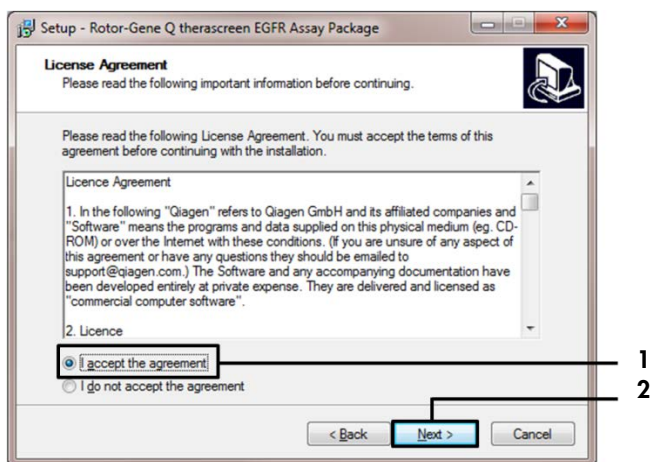 Setup - Rotor-Gene Q therascreen EGFR Assay Package
License Agreement
Please read the following important information before continuing.
Please read the following License Agreement. You must accept the terms of this
agreement before continuing with the installation.
Licence Agreement
1. In the following "Qiagen" refers to Qiagen GmbH and its affiliated companies and
"Software" means the programs and data supplied on this physical medium (eg. CD-
ROM) or over the Internet with these conditions. (If you are unsure of any aspect of
this agreement or have any questions they should be emailed to
support@qiagen.com.) The Software and any accompanying documentation have
been developed entirely at private expense. They are delivered and licensed as
"commercial computer software".
2. Licence
I accept the agreement
1
I do not accept the agreement
2
< Back Next > Cancel